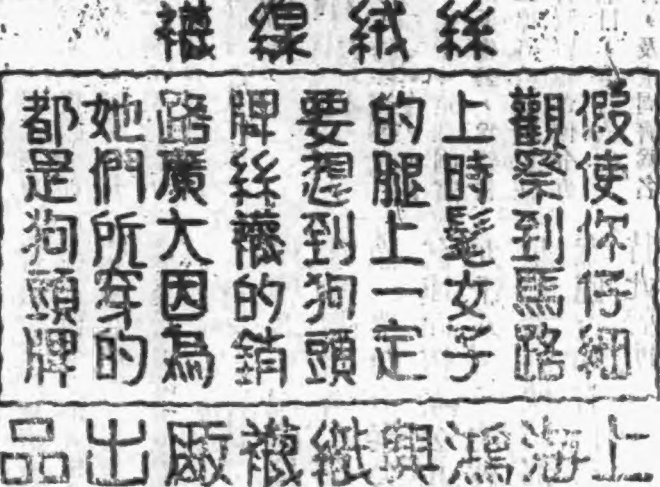 絲絨線襪
假使你仔細
觀察到馬路
上時髦女子
的腿上一定
要想到狗頭
牌絲襪的銷
路廣大因為
她們所穿的
都是狗頭牌
上海鴻興織襪廠出品